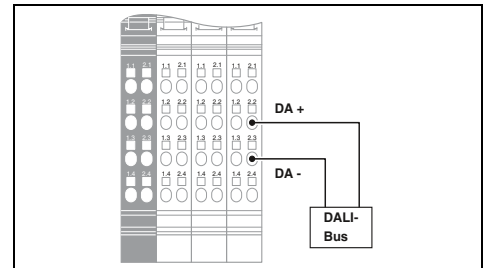 1.1 2.1 1.1 2.1 1.1 2.1 1.1 2.1
1.2 2.2 1.2 2.2 1.2 2.2 1.2 2.2
DA +
1.3 2.3 1.3 2.3 1.3 2.3 1.3 2.3
1.4 2.4 1.4 2.4 1.4 2.4 1.4 2.4
DA -
DALI-
Bus